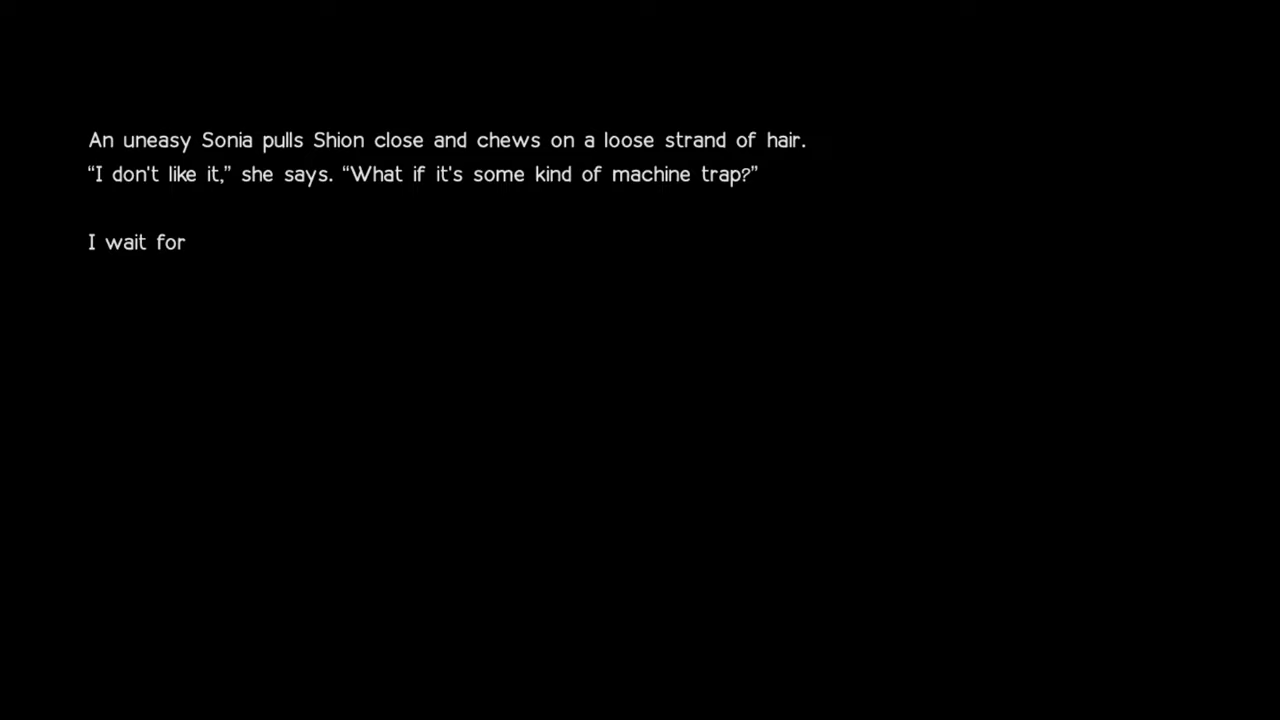 An uneasy Sonia pulls Shion close and chews on a loose strand of hair.
“I don't like it,” she says. “What if it's some kind of machine trap?”
I wait for